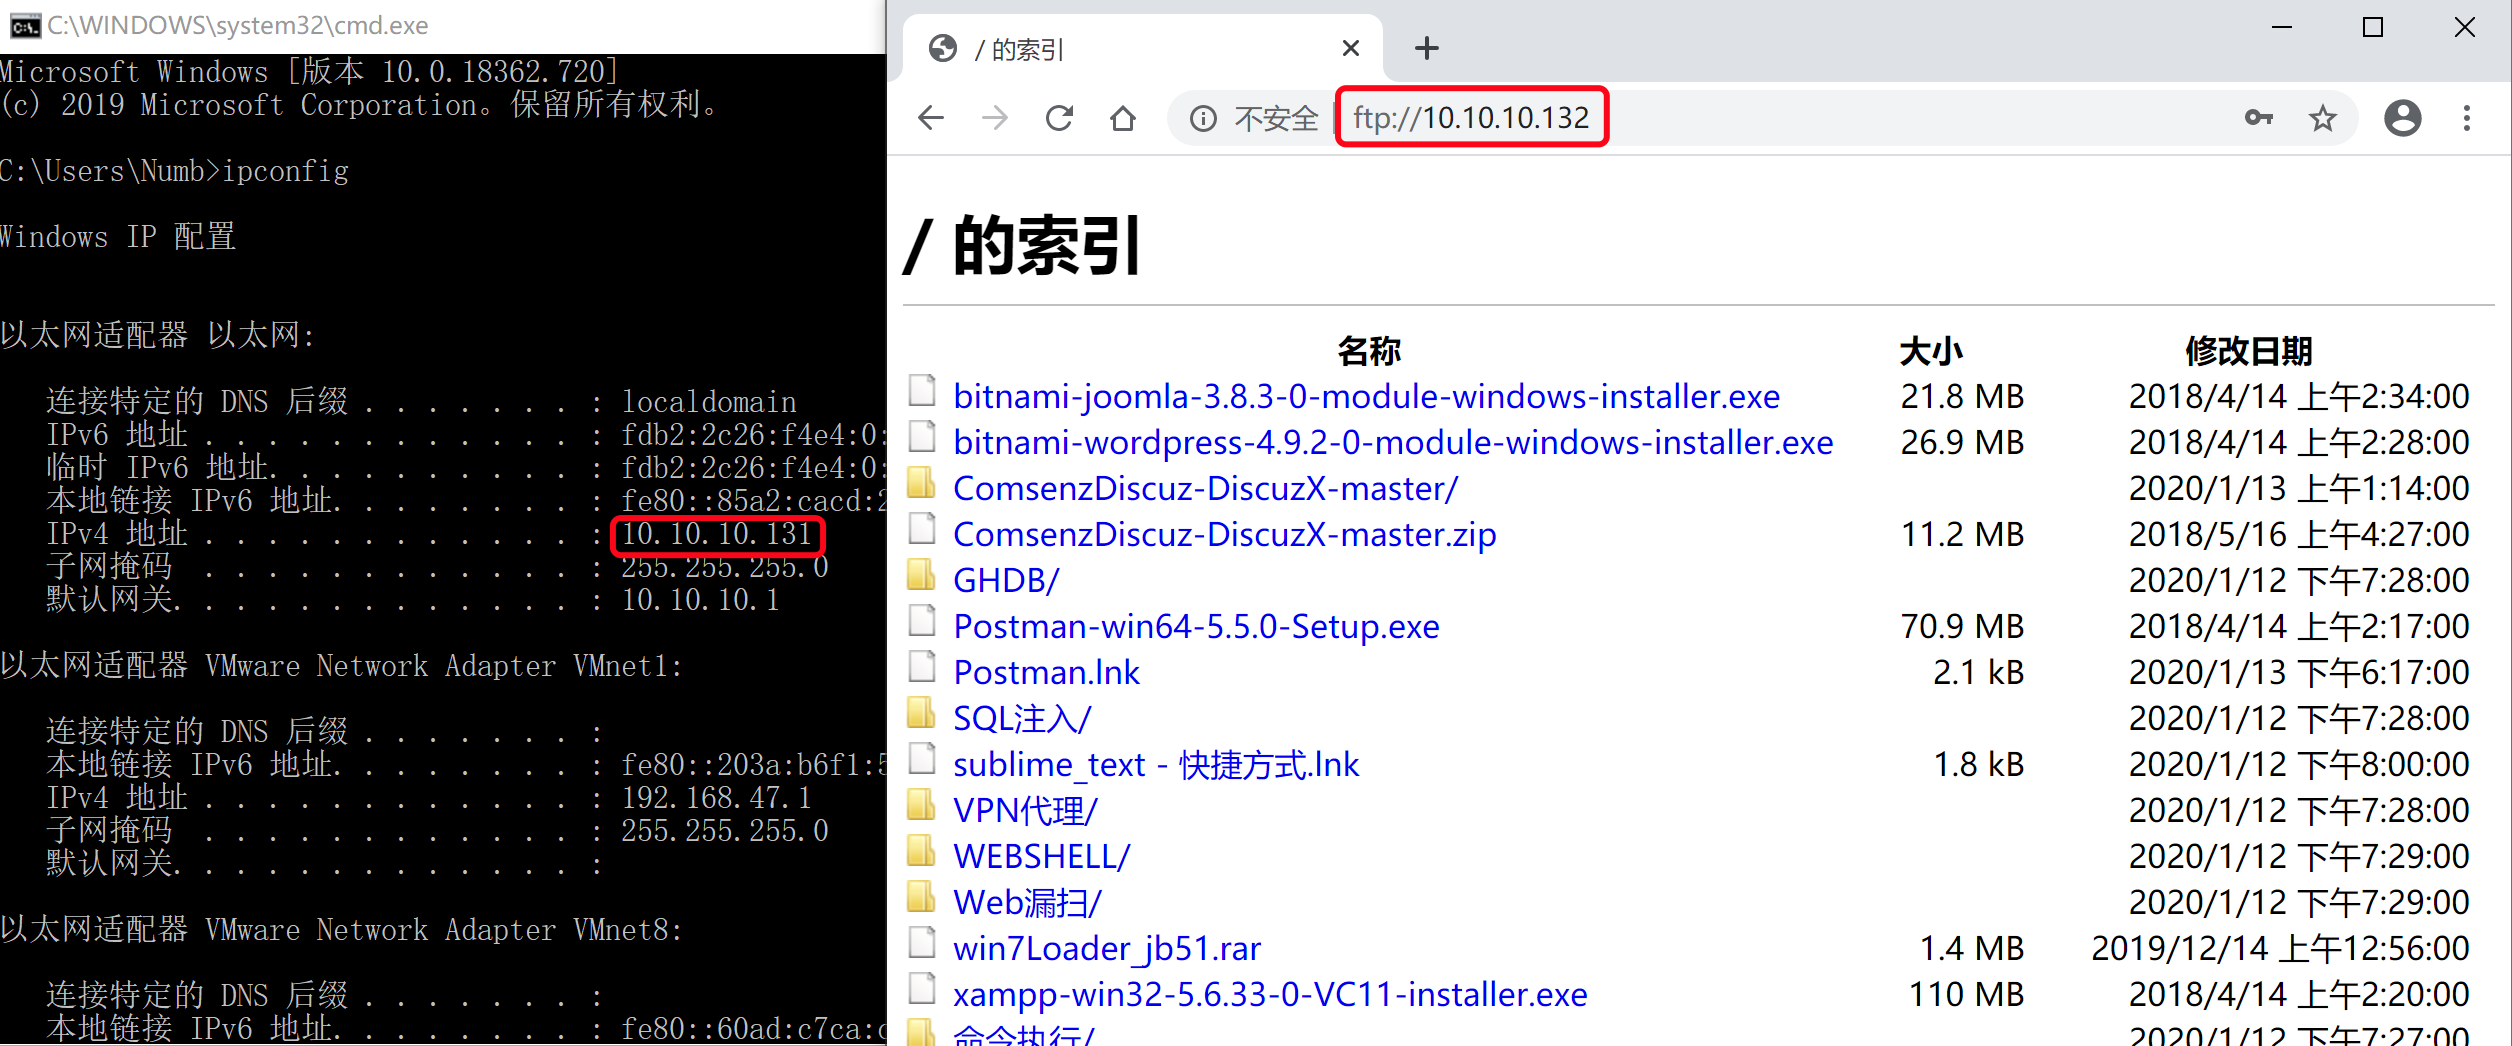 C:\WINDOWS\system32\cmd.exe
Microsoft Windows [版本 10.0.18362.720]
(c) 2019 Microsoft Corporation。保留所有权利。
C:\Users\Numb>ipconfig
Windows IP 配置
以太网适配器 以太网:
连接特定的 DNS 后缀 . . . . . . . : localdomain
IPv6 地址 . . . . . . . . . . . . : fdb2:2c26:f4e4:0:
临时 IPv6 地址. . . . . . . . . . : fdb2:2c26:f4e4:0:
本地链接 IPv6 地址. . . . . . . . : fe80::85a2:cacd:2
IPv4 地址 . . . . . . . . . . . . : 10.10.10.131
子网掩码  . . . . . . . . . . . . : 255.255.255.0
默认网关. . . . . . . . . . . . . : 10.10.10.1
以太网适配器 VMware Network Adapter VMnet1:
连接特定的 DNS 后缀 . . . . . . . :
本地链接 IPv6 地址. . . . . . . . : fe80::203a:b6f1:5
IPv4 地址 . . . . . . . . . . . . : 192.168.47.1
子网掩码  . . . . . . . . . . . . : 255.255.255.0
默认网关. . . . . . . . . . . . . :
以太网适配器 VMware Network Adapter VMnet8:
连接特定的 DNS 后缀 . . . . . . . :
本地链接 IPv6 地址. . . . . . . . : fe80::60ad:c7ca:c
/ 的索引
不安全 | ftp://10.10.10.132
/ 的索引
名称 大小 修改日期
bitnami-joomla-3.8.3-0-module-windows-installer.exe 21.8 MB 2018/4/14 上午2:34:00
bitnami-wordpress-4.9.2-0-module-windows-installer.exe 26.9 MB 2018/4/14 上午2:28:00
ComsenzDiscuz-DiscuzX-master/ 2020/1/13 上午1:14:00
ComsenzDiscuz-DiscuzX-master.zip 11.2 MB 2018/5/16 上午4:27:00
GHDB/ 2020/1/12 下午7:28:00
Postman-win64-5.5.0-Setup.exe 70.9 MB 2018/4/14 上午2:17:00
Postman.lnk 2.1 kB 2020/1/13 下午6:17:00
SQL注入/ 2020/1/12 下午7:28:00
sublime_text - 快捷方式.lnk 1.8 kB 2020/1/12 下午8:00:00
VPN代理/ 2020/1/12 下午7:28:00
WEBSHELL/ 2020/1/12 下午7:29:00
Web漏扫/ 2020/1/12 下午7:29:00
win7Loader_jb51.rar 1.4 MB 2019/12/14 上午12:56:00
xampp-win32-5.6.33-0-VC11-installer.exe 110 MB 2018/4/14 上午2:20:00
命令执行/ 2020/1/12 下午7:27:00